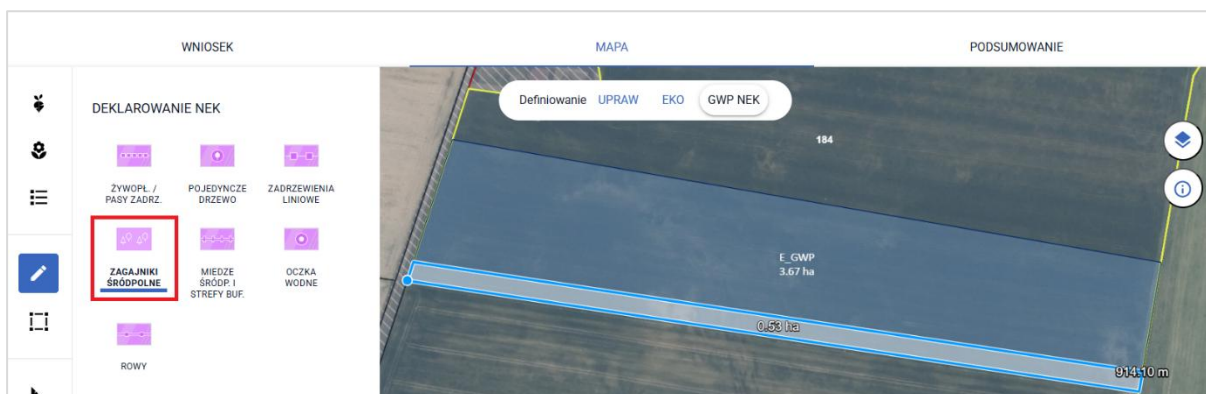 WNIOSEK
MAPA
PODSUMOWANIE
DEKLAROWANIE NEK
ŻYWOPŁ. /
PASY ZADRZ.
POJEDYNCZE
DRZEWO
ZADRZEWIENIA
LINIOWE
ZAGAJNIKI
ŚRÓDPOLNE
MIEDZE
ŚRÓDP. I
STREFY BUF.
OCZKA
WODNE
ROWY
Definiowanie UPRAW EKO GWP NEK
184
E_GWP
3.67 ha
0.53 ha
914.10 m